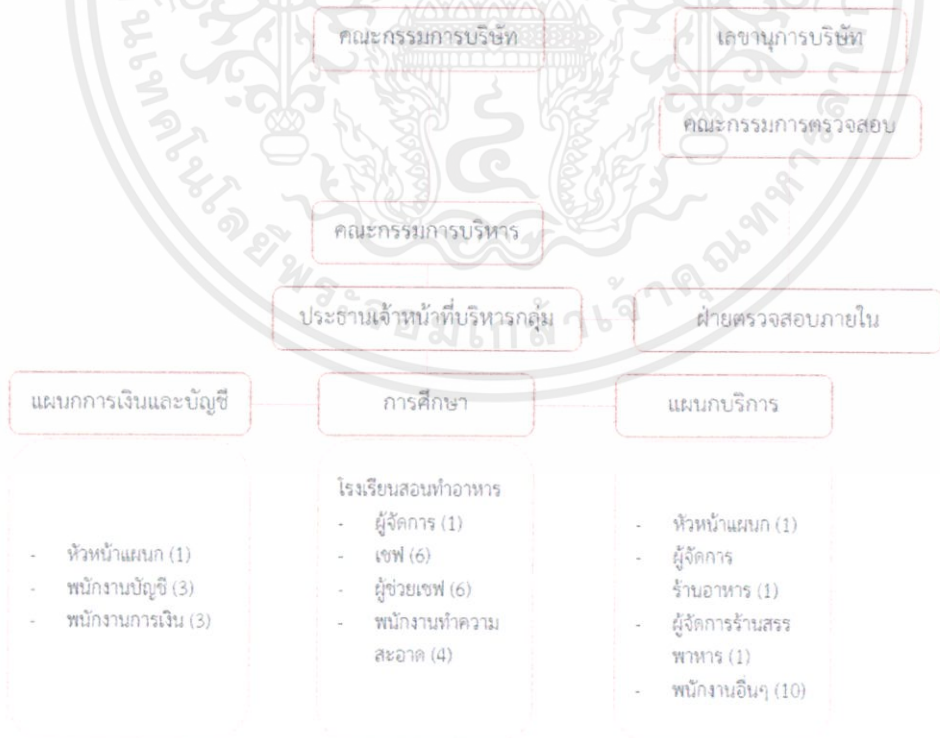 คณะกรรมการบริษัท
เลขานุการบริษัท
คณะกรรมการตรวจสอบ
คณะกรรมการบริหาร
ประธานเจ้าหน้าที่บริหารกลุ่ม
ฝ่ายตรวจสอบภายใน
แผนกการเงินและบัญชี
การศึกษา
แผนกบริการ
- หัวหน้าแผนก (1)
- พนักงานบัญชี (3)
- พนักงานการเงิน (3)
โรงเรียนสอนทำอาหาร
- ผู้จัดการ (1)
- เชฟ (6)
- ผู้ช่วยเชฟ (6)
- พนักงานทำความ
สะอาด (4)
- หัวหน้าแผนก (1)
- ผู้จัดการ
ร้านอาหาร (1)
- ผู้จัดการร้านสรร
พาหาร (1)
- พนักงานอื่นๆ (10)